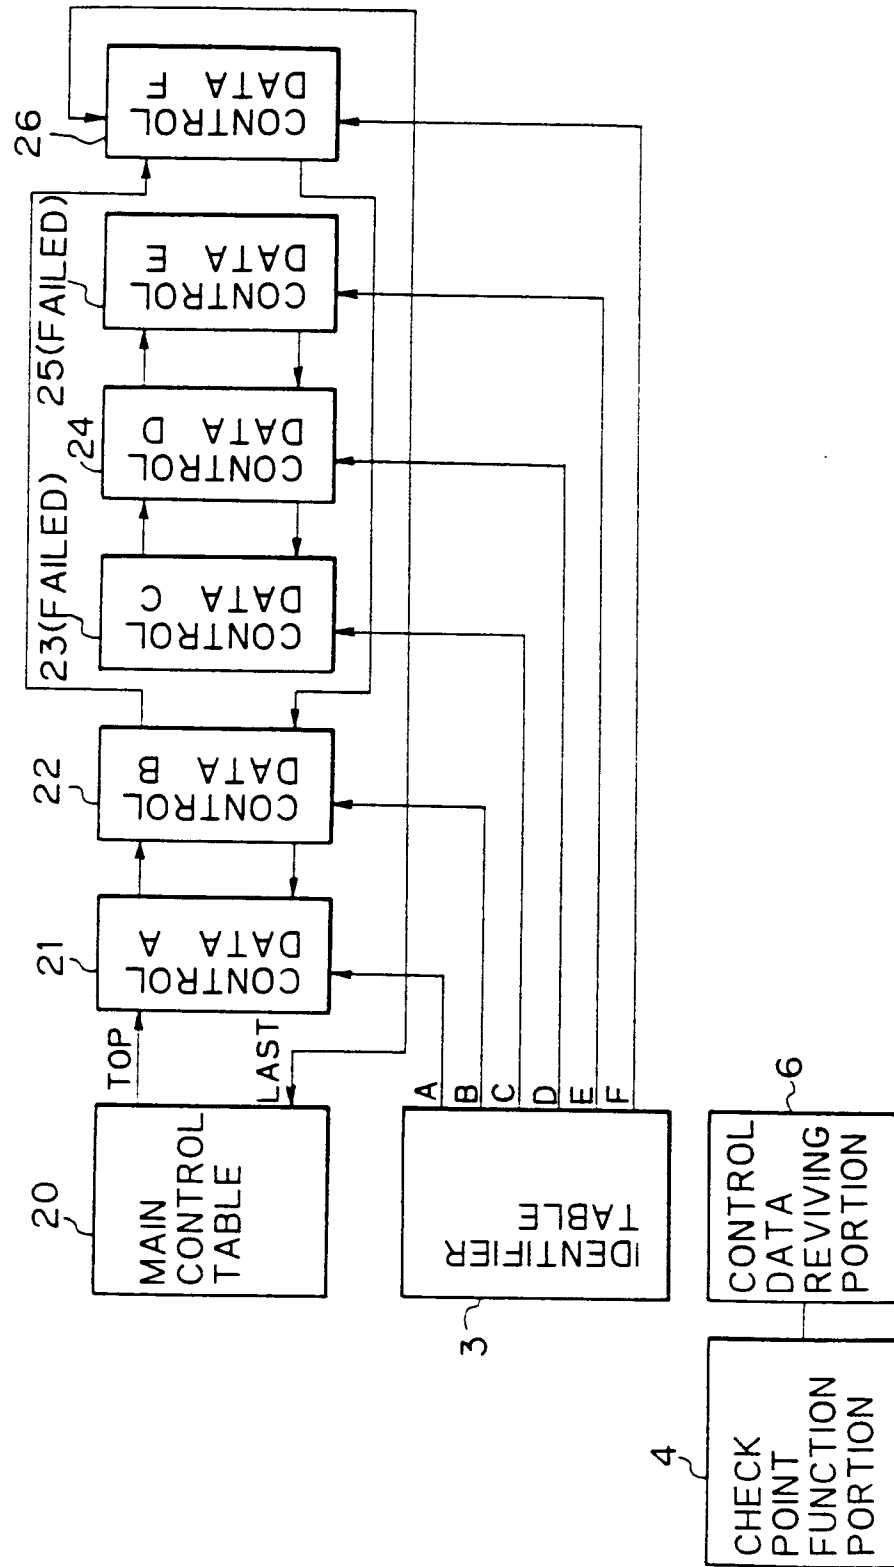 20
MAIN
CONTROL
TABLE
TOP
LAST
21
CONTROL
DATA A
22
CONTROL
DATA B
23(FAILED)
CONTROL
DATA C
24
CONTROL
DATA D
25(FAILED)
CONTROL
DATA E
26
CONTROL
DATA F
3
IDENTIFIER
TABLE
A
B
C
D
E
F
4
CHECK
POINT
FUNCTION
PORTION
6
CONTROL
DATA
REVIVING
PORTION